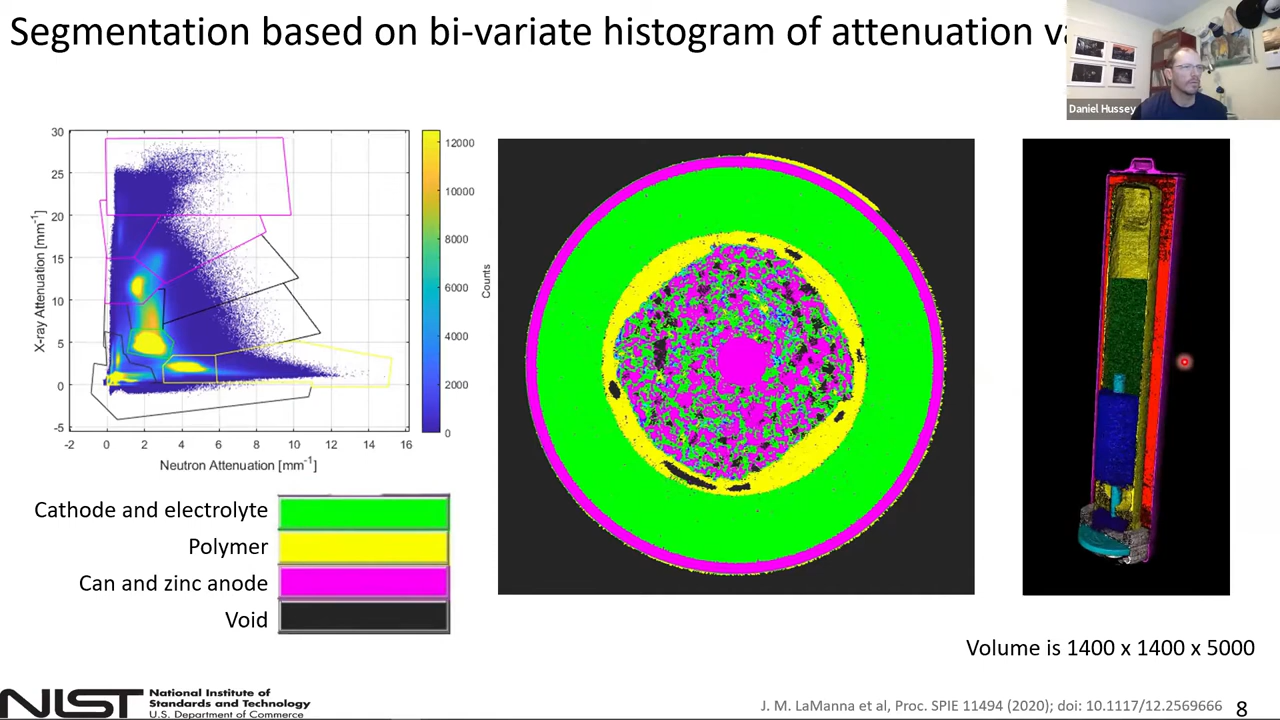 Segmentation based on bi-variate histogram of attenuation
Daniel Hussey
30
25
20
15
10
5
0
-5
-2
0
2
4
6
8
10
12
14
16
X-ray Attenuation [mm⁻¹]
Neutron Attenuation [mm⁻¹]
12000
10000
8000
6000
4000
2000
0
Counts
Cathode and electrolyte
Polymer
Can and zinc anode
Void
Volume is 1400 x 1400 x 5000
NIST
National Institute of
Standards and Technology
U.S. Department of Commerce
J. M. LaManna et al, Proc. SPIE 11494 (2020); doi: 10.1117/12.2569666
8